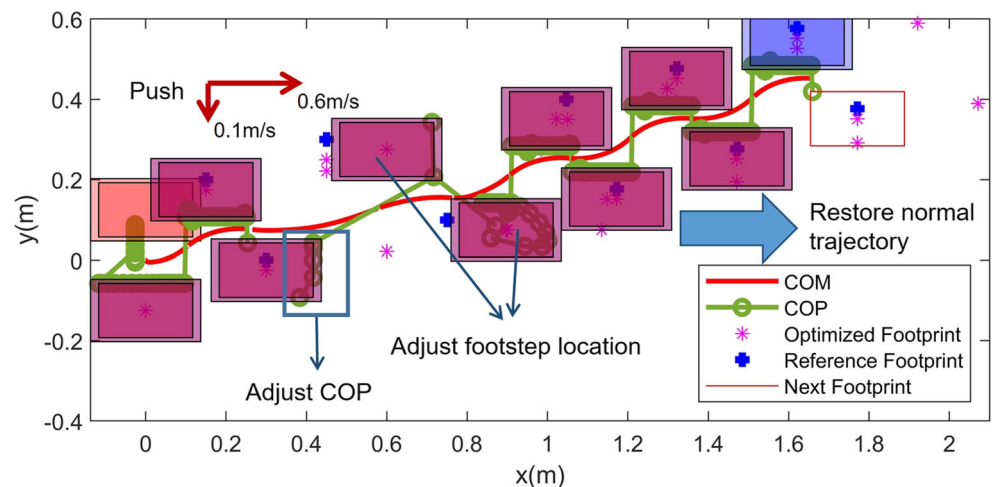 0.6
0.4
0.2
0
-0.2
-0.4
y(m)
Push
0.6m/s
0.1m/s
Adjust COP
Adjust footstep location
Restore normal
trajectory
COM
COP
Optimized Footprint
Reference Footprint
Next Footprint
0 0.2 0.4 0.6 0.8 1 1.2 1.4 1.6 1.8 2
x(m)